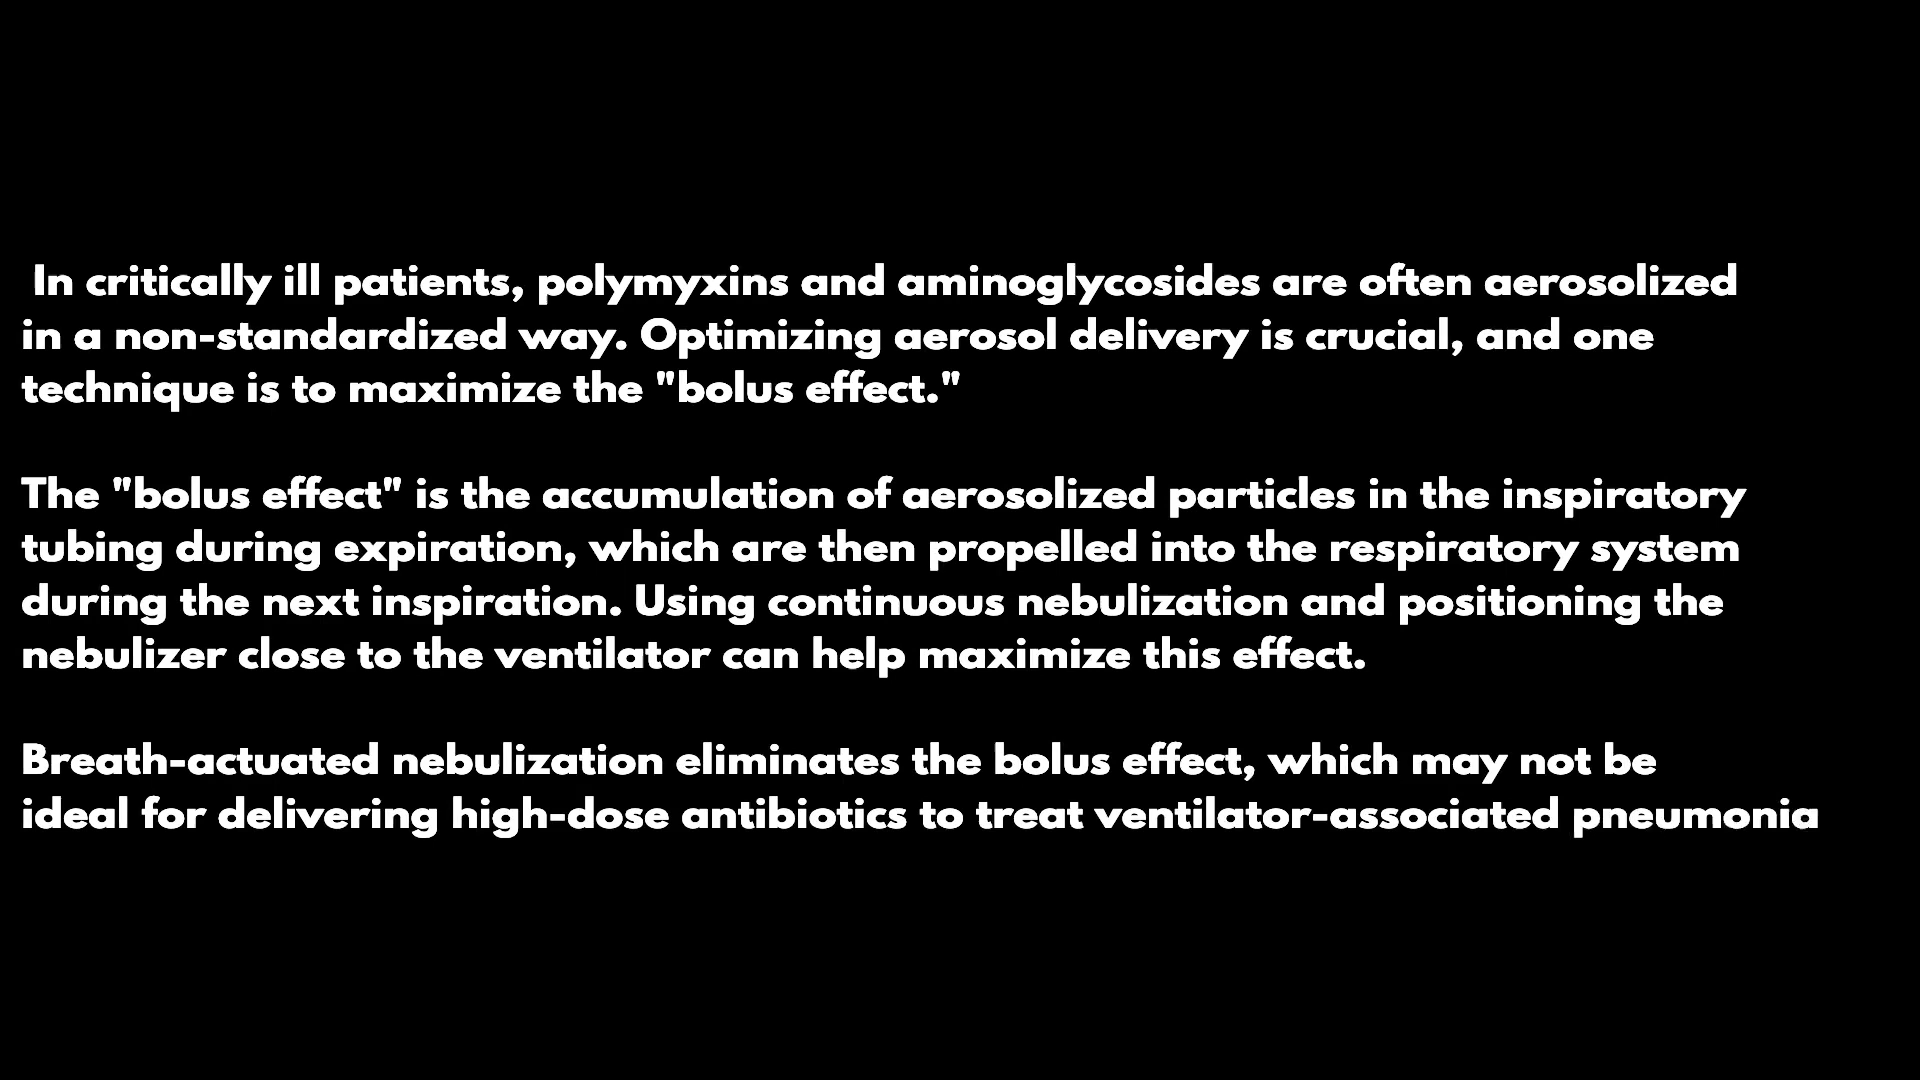 In critically ill patients, polymyxins and aminoglycosides are often aerosolized
in a non-standardized way. Optimizing aerosol delivery is crucial, and one
technique is to maximize the "bolus effect."
The "bolus effect" is the accumulation of aerosolized particles in the inspiratory
tubing during expiration, which are then propelled into the respiratory system
during the next inspiration. Using continuous nebulization and positioning the
nebulizer close to the ventilator can help maximize this effect.
Breath-actuated nebulization eliminates the bolus effect, which may not be
ideal for delivering high-dose antibiotics to treat ventilator-associated pneumonia